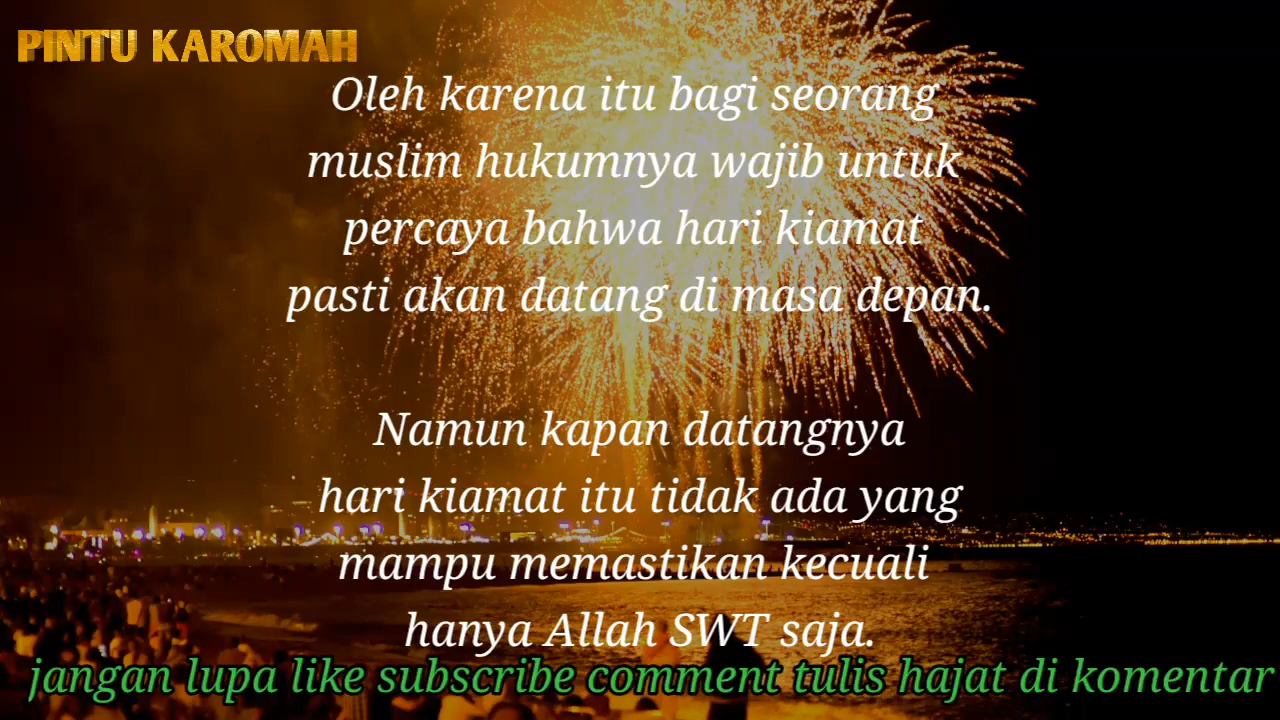 PINTU KAROMAH
Oleh karena itu bagi seorang
muslim hukumnya wajib untuk
percaya bahwa hari kiamat
pasti akan datang di masa depan.
Namun kapan datangnya
hari kiamat itu tidak ada yang
mampu memastikan kecuali
hanya Allah SWT saja.
jangan lupa like subscribe comment tulis hajat di komentar